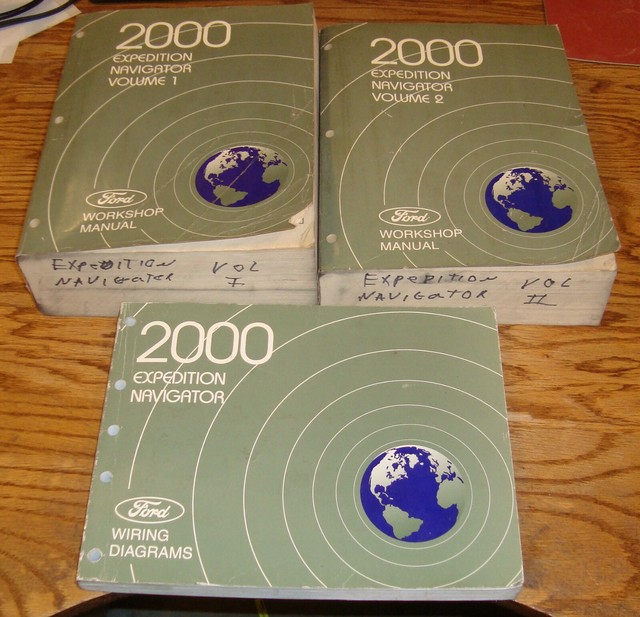 2000
EXPEDITION
NAVIGATOR
VOLUME 1
Ford
WORKSHOP
MANUAL
EXPEDITION VOL
NAVIGATOR I
2000
EXPEDITION
NAVIGATOR
VOLUME 2
Ford
WORKSHOP
MANUAL
EXPEDITION VOL
NAVIGATOR II
2000
EXPEDITION
NAVIGATOR
Ford
WIRING
DIAGRAMS